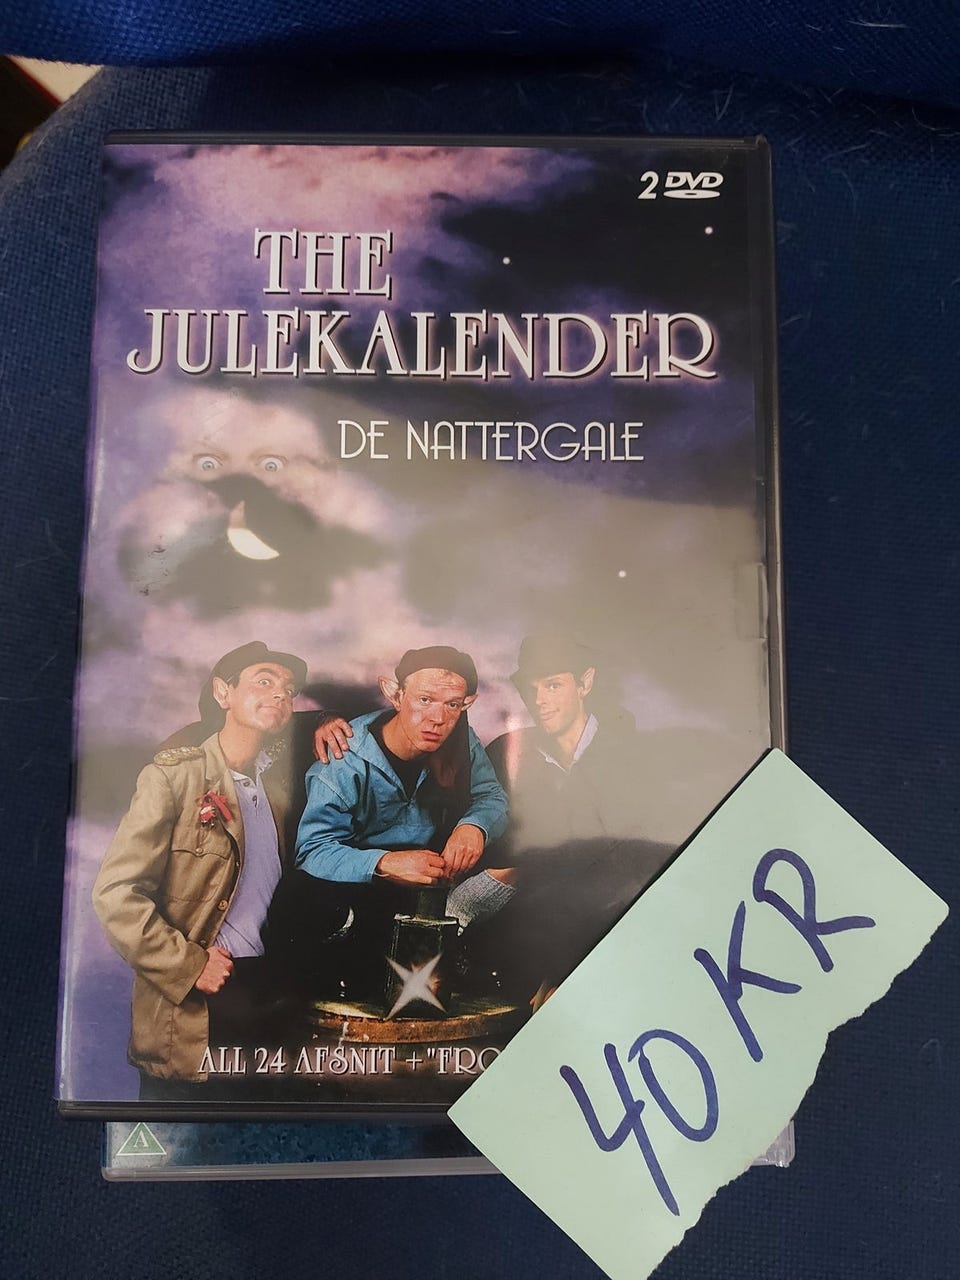 2 DVD
THE
JULEKALENDER
DE NATTERGALE
ALL 24 AFSNIT + "FRO
40 KR
A